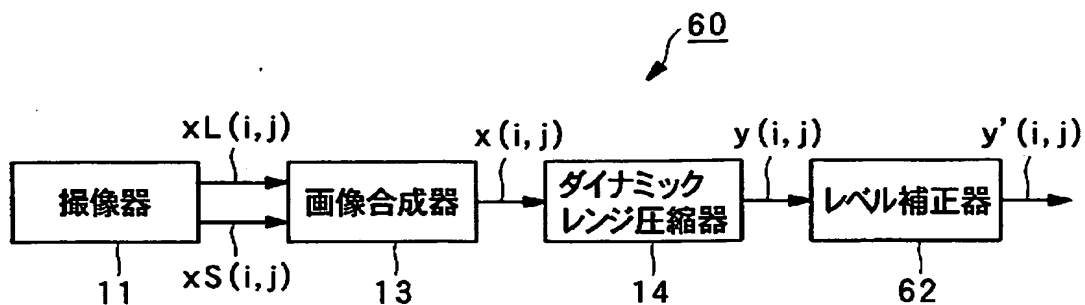 60
xL(i,j)
x(i,j)
y(i,j)
y'(i,j)
撮像器
画像合成器
ダイナミック
レンジ圧縮器
レベル補正器
xS(i,j)
11
13
14
62